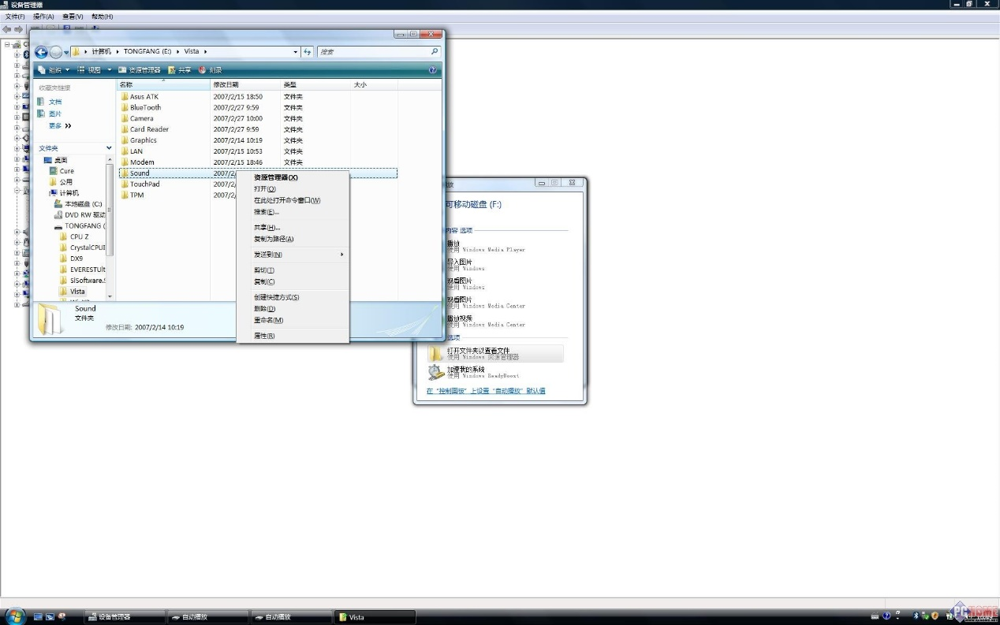 设备管理器
文件(F) 操作(A) 查看(V) 帮助(H)
计算机 TONGFANG (E:) Vista
搜索
组织 视图 资源管理器 共享 刻录
收藏夹链接
文档
图片
更多 »
文件夹
桌面
Cure
公用
计算机
本地磁盘 (C:)
DVD RW 驱动
TONGFANG (
CPU Z
CrystalCPUI
DX9
EVERESTUlt
SiSoftware.
Vista
名称 修改日期 类型 大小
Asus ATK 2007/2/15 18:50 文件夹
BlueTooth 2007/2/27 9:59 文件夹
Camera 2007/2/27 10:00 文件夹
Card Reader 2007/2/27 9:59 文件夹
Graphics 2007/2/14 10:19 文件夹
LAN 2007/2/15 10:53 文件夹
Modem 2007/2/15 18:46 文件夹
Sound 2007/2/
TouchPad 2007/2/
TPM 2007/2/
资源管理器(X)
打开(O)
在此处打开命令窗口(W)
搜索(E)...
共享(H)...
复制为路径(A)
发送到(N)
剪切(T)
复制(C)
创建快捷方式(S)
删除(D)
重命名(M)
属性(R)
Sound
文件夹
修改日期: 2007/2/14 10:19
可移动磁盘 (F:)
内容 选项
播放
使用 Windows Media Player
导入图片
使用 Windows
观看图片
使用 Windows
观看图片
使用 Windows Media Center
播放视频
使用 Windows Media Center
选项
打开文件夹以查看文件
使用 Windows 资源管理器
加速我的系统
使用 Windows ReadyBoost
在 "控制面板" 上设置 "自动播放" 默认值
设备管理器
自动播放
自动播放
Vista
PCHOME